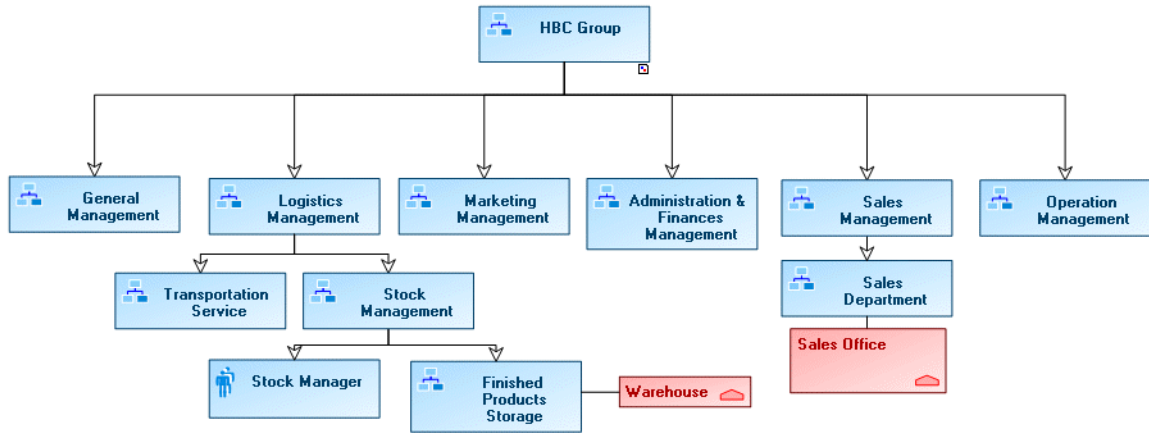 HBC Group
General
Management
Logistics
Management
Marketing
Management
Administration &
Finances
Management
Sales
Management
Operation
Management
Transportation
Service
Stock
Management
Sales
Department
Sales Office
Stock Manager
Finished
Products
Storage
Warehouse